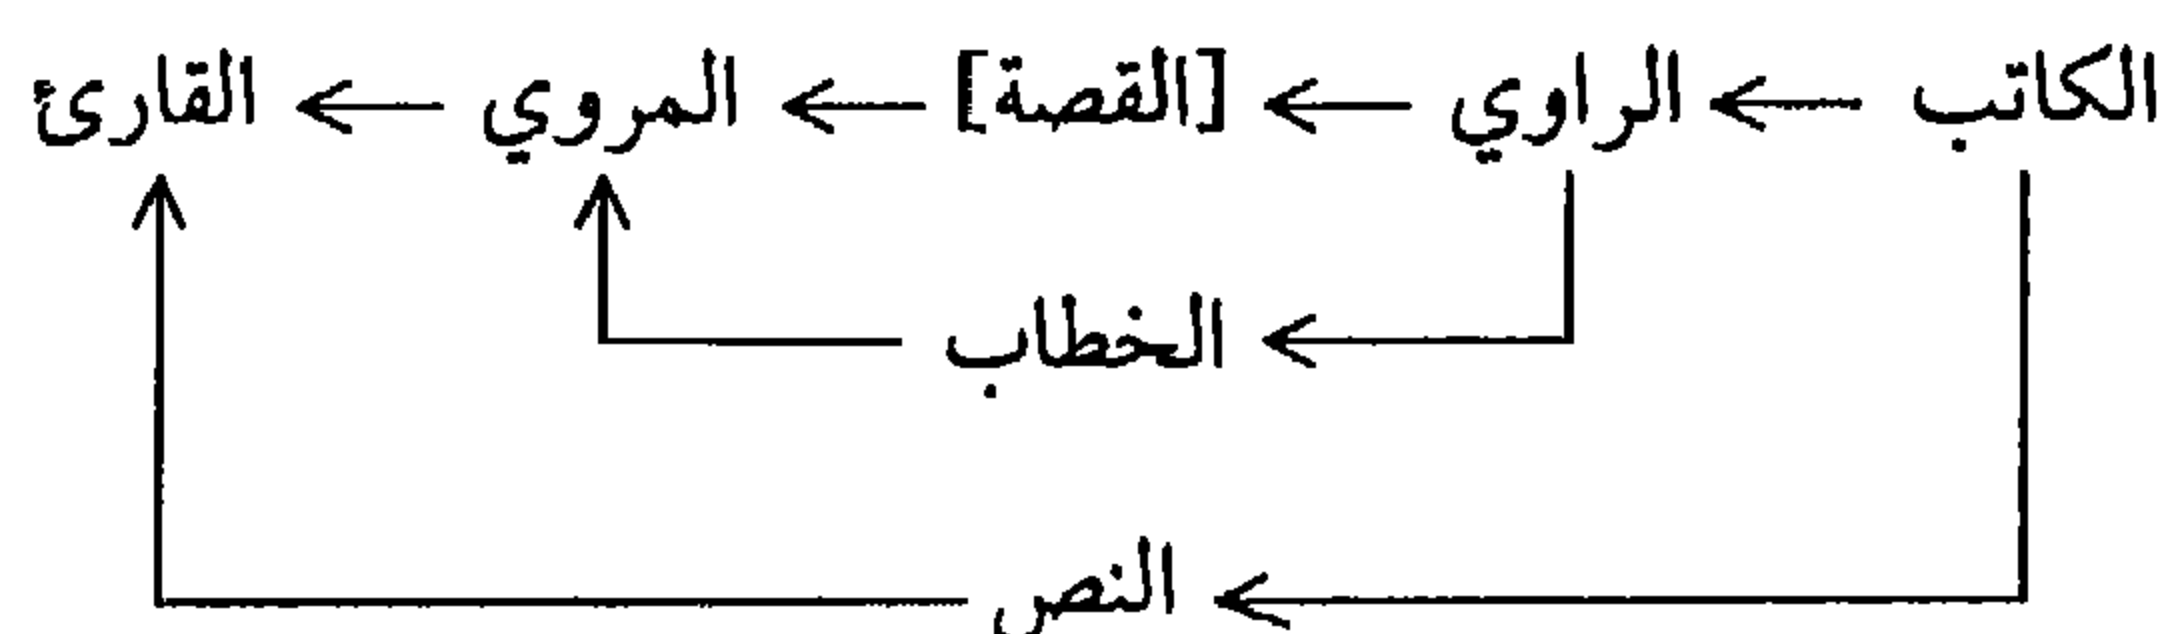 الكاتب ← الراوي ← [القصة] ← المروي ← القارئ
الخطاب
النص